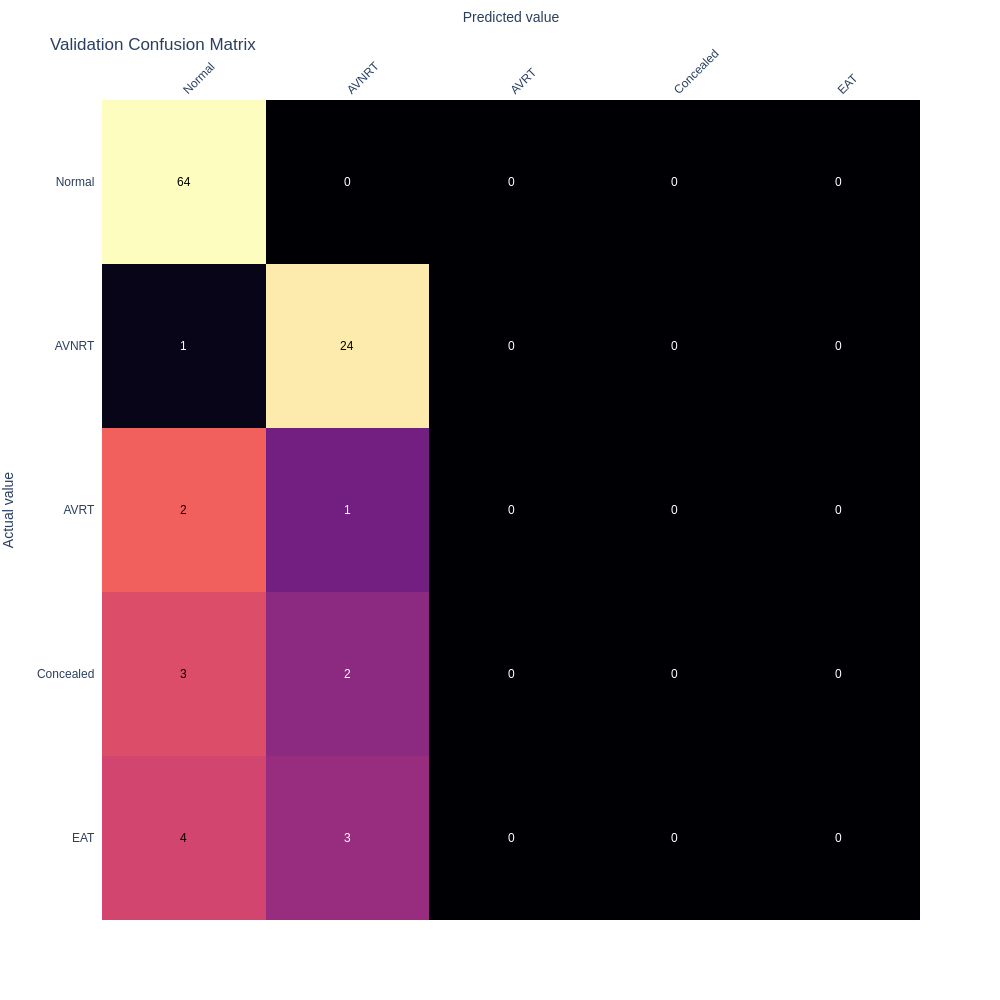 Predicted value
Validation Confusion Matrix
Normal AVNRT AVRT Concealed EAT
Normal 64 0 0 0 0
AVNRT 1 24 0 0 0
AVRT 2 1 0 0 0
Concealed 3 2 0 0 0
EAT 4 3 0 0 0
Actual value